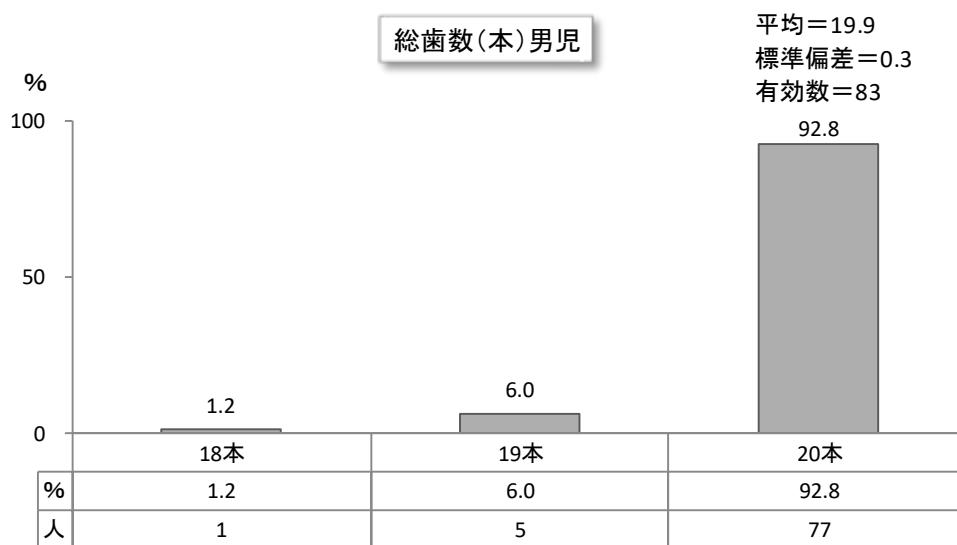 総歯数(本)男児
平均＝19.9
標準偏差＝0.3
有効数＝83
%
100
50
0
1.2
6.0
92.8
18本 19本 20本
% 1.2 6.0 92.8
人 1 5 77